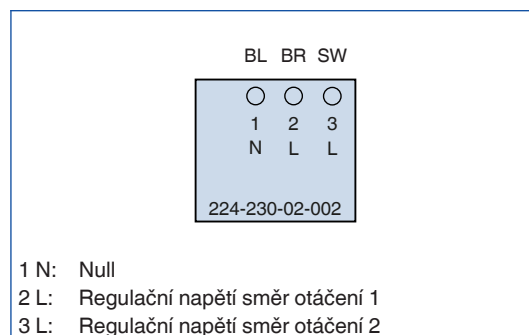 BL BR SW
1 2 3
N L L
224-230-02-002
1 N: Null
2 L: Regulační napětí směr otáčení 1
3 L: Regulační napětí směr otáčení 2